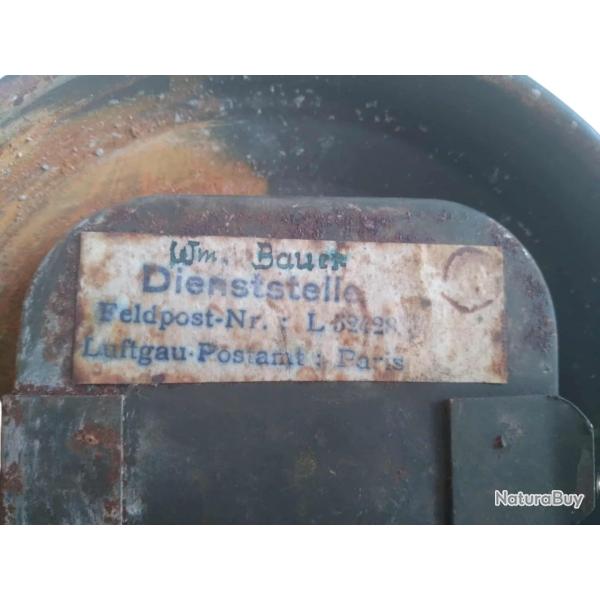 Wm. Bauer
Dienststelle
Feldpost-Nr. : L 52428
Luftgau-Postamt : Paris
NaturaBuy